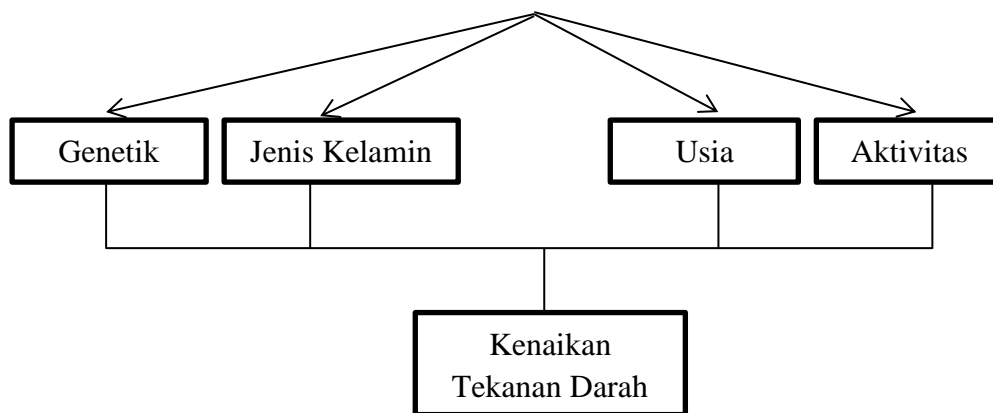 Genetik
Jenis Kelamin
Usia
Aktivitas
Kenaikan
Tekanan Darah